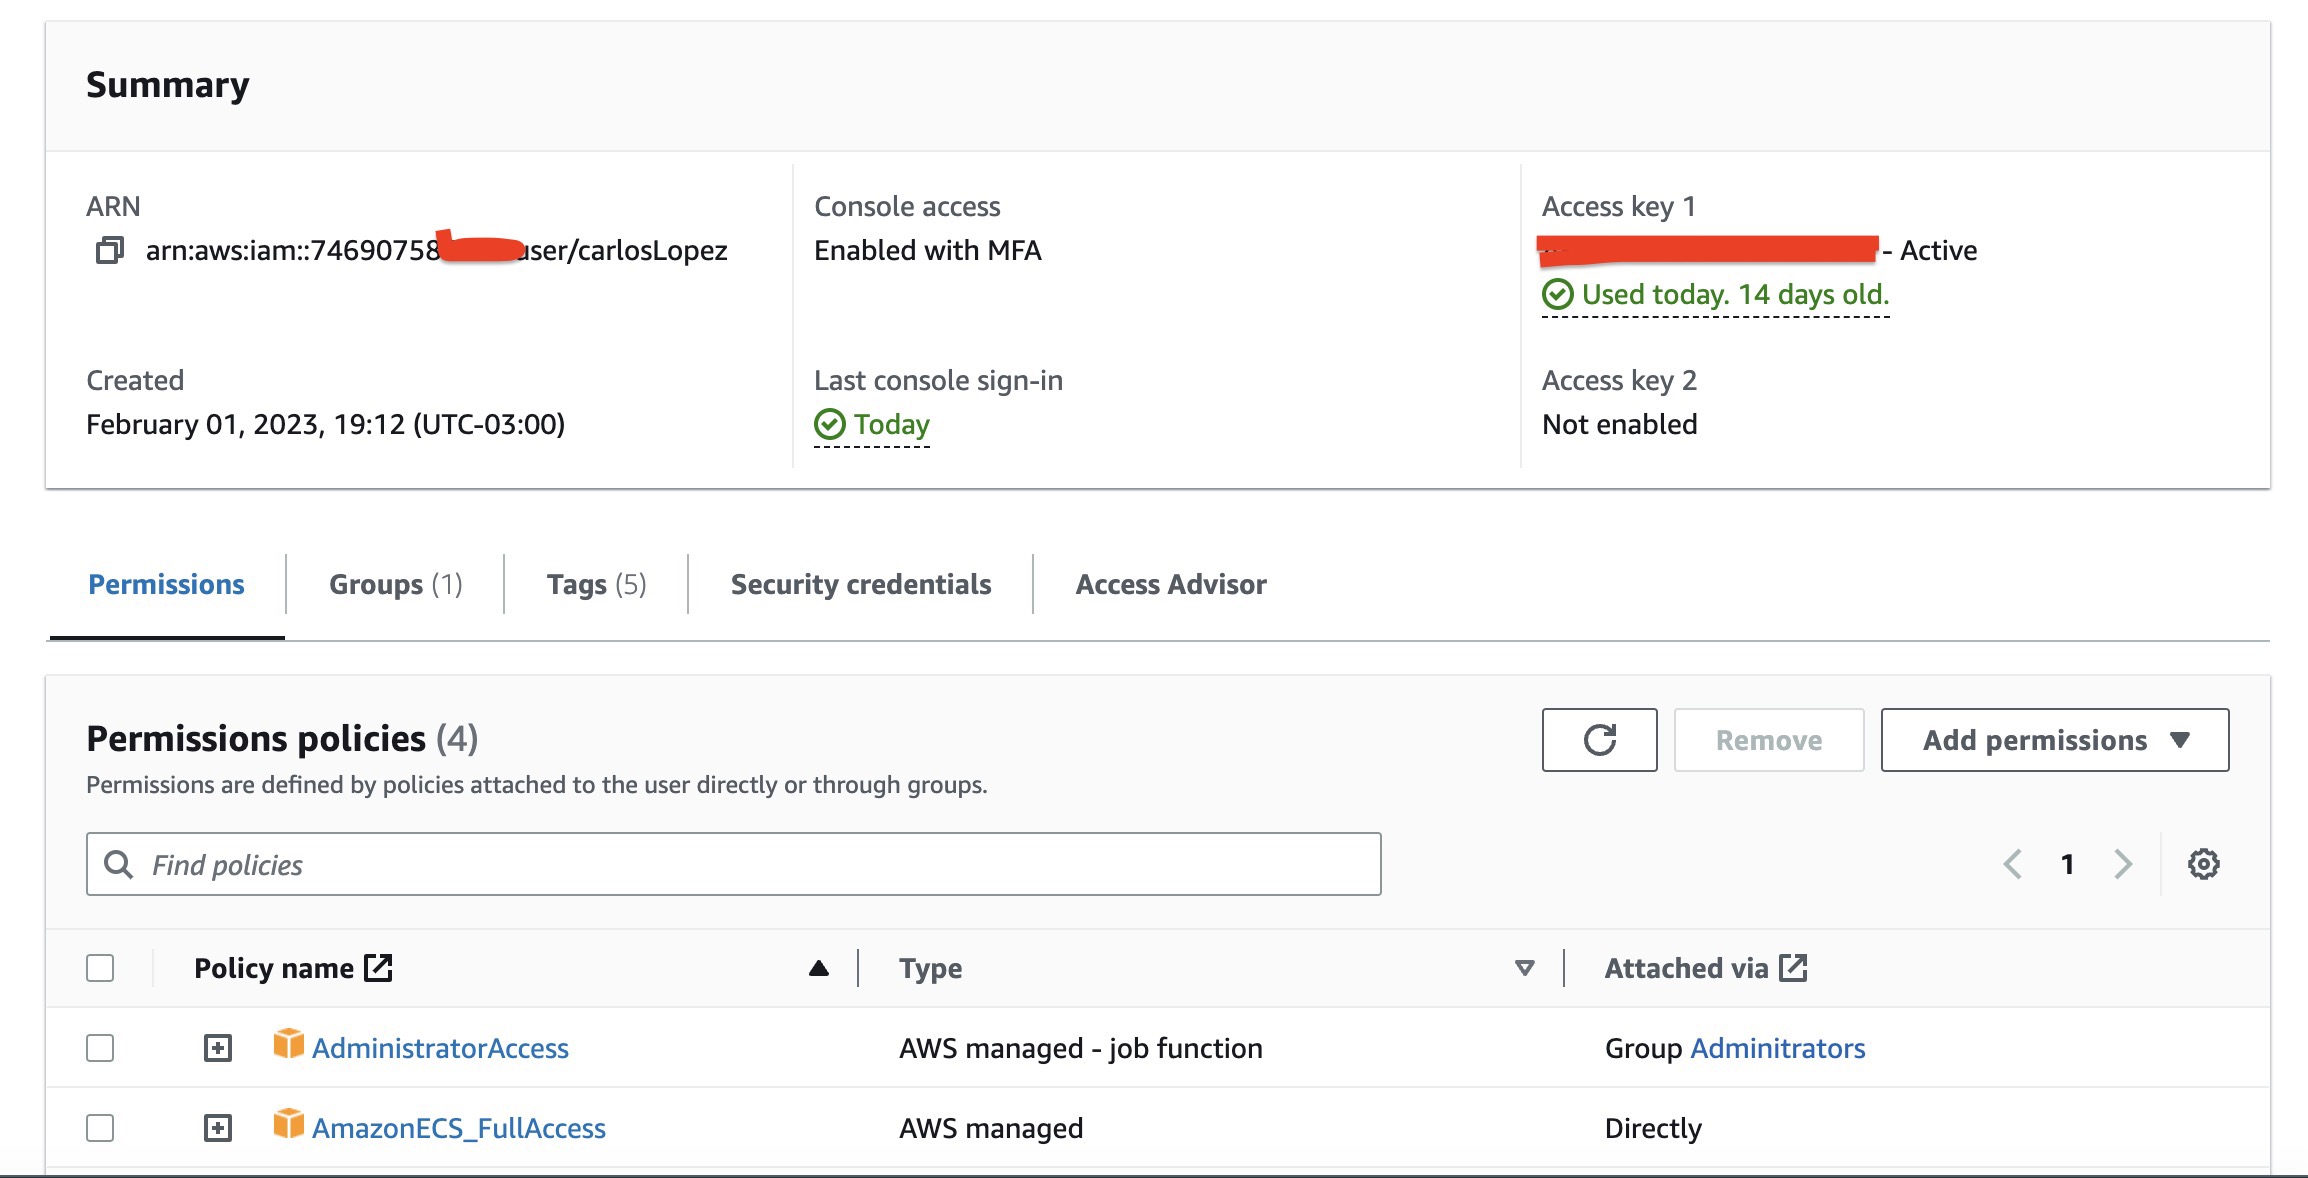 Summary
ARN
arn:aws:iam::74690758 user/carlosLopez
Console access
Enabled with MFA
Access key 1
- Active
Used today. 14 days old.
Created
February 01, 2023, 19:12 (UTC-03:00)
Last console sign-in
Today
Access key 2
Not enabled
Permissions
Groups (1)
Tags (5)
Security credentials
Access Advisor
Permissions policies (4)
Permissions are defined by policies attached to the user directly or through groups.
Remove
Add permissions
Find policies
1
Policy name
Type
Attached via
AdministratorAccess
AWS managed - job function
Group Adminitrators
AmazonECS_FullAccess
AWS managed
Directly